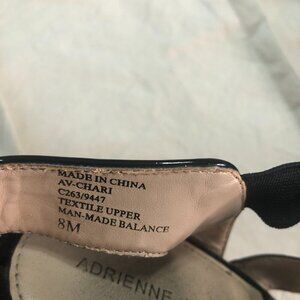 MADE IN CHINA
AV-CHARI
C263/9447
TEXTILE UPPER
MAN-MADE BALANCE
8M
ADRIENNE